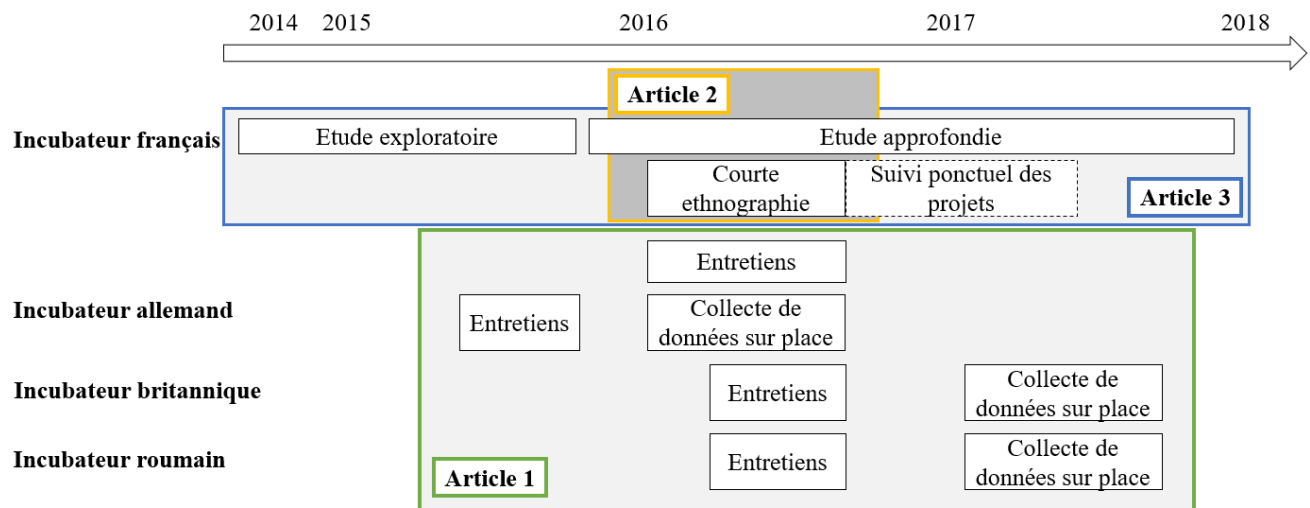 2014 2015 2016 2017 2018
Article 2
Incubateur français
Etude exploratoire
Etude approfondie
Courte
ethnographie
Suivi ponctuel des
projets
Article 3
Entretiens
Incubateur allemand
Entretiens
Collecte de
données sur place
Incubateur britannique
Entretiens
Collecte de
données sur place
Incubateur roumain
Entretiens
Collecte de
données sur place
Article 1